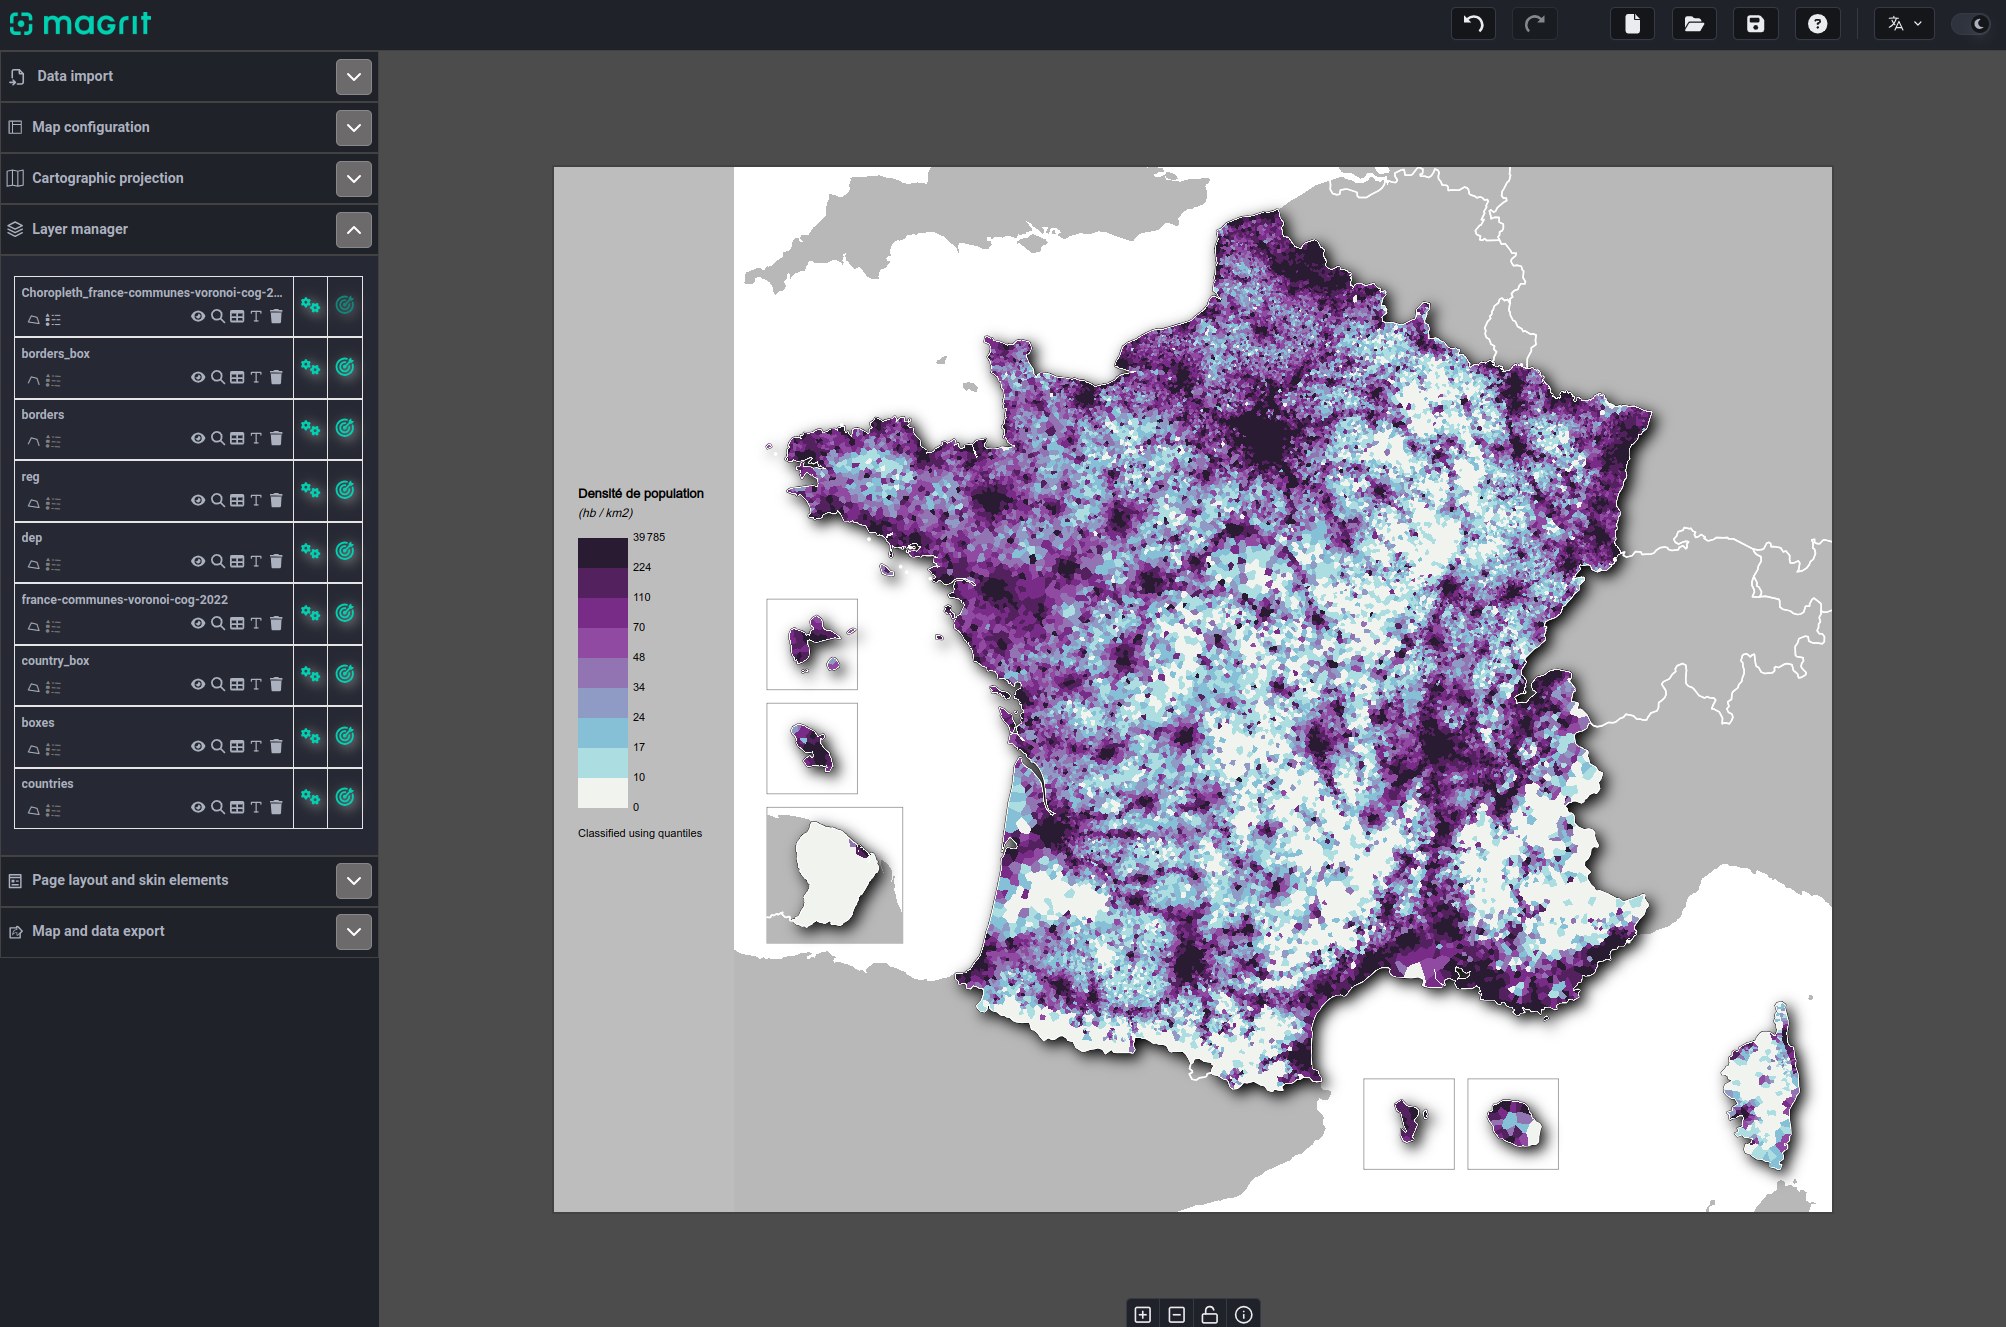 magrit
Data import
Map configuration
Cartographic projection
Layer manager
Choropleth_france-communes-voronoi-cog-2...
borders_box
borders
reg
dep
france-communes-voronoi-cog-2022
country_box
boxes
countries
Page layout and skin elements
Map and data export
Densité de population
(hb / km2)
39 785
224
110
70
48
34
24
17
10
0
Classified using quantiles